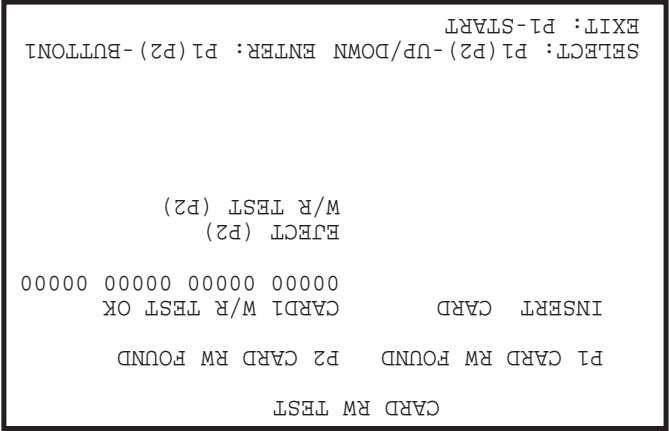 CARD RW TEST
P1 CARD RW FOUND P2 CARD RW FOUND
INSERT CARD CARD1 W/R TEST OK
00000 00000 00000 00000
EJECT (P2)
W/R TEST (P2)
SELECT: P1(P2)-UP/DOWN ENTER: P1(P2)-BUTTON1
EXIT: P1-START